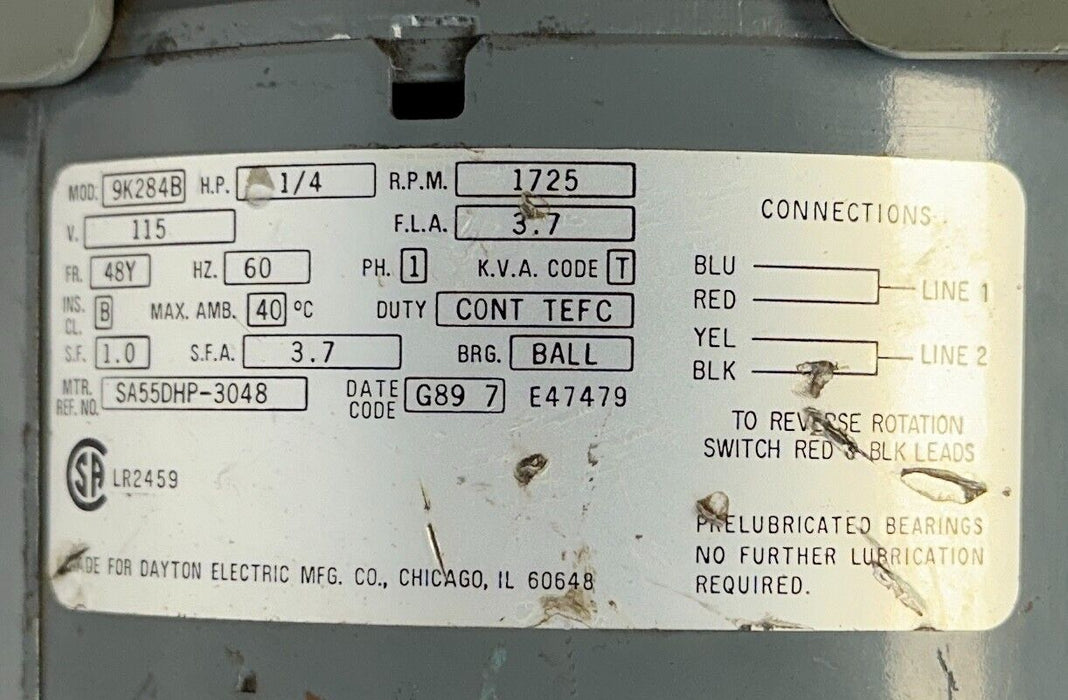 MOD. 9K284B H.P. 1/4 R.P.M. 1725
V. 115 F.L.A. 3.7
FR. 48Y HZ. 60 PH. 1 K.V.A. CODE T
INS. CL. B MAX. AMB. 40 °C DUTY CONT TEFC
S.F. 1.0 S.F.A. 3.7 BRG. BALL
MTR. REF. NO. SA55DHP-3048 DATE CODE G89 7 E47479
SA LR2459
MADE FOR DAYTON ELECTRIC MFG. CO., CHICAGO, IL 60648
CONNECTIONS
BLU
RED
LINE 1
YEL
BLK
LINE 2
TO REVERSE ROTATION
SWITCH RED & BLK LEADS
PRELUBRICATED BEARINGS
NO FURTHER LUBRICATION
REQUIRED.